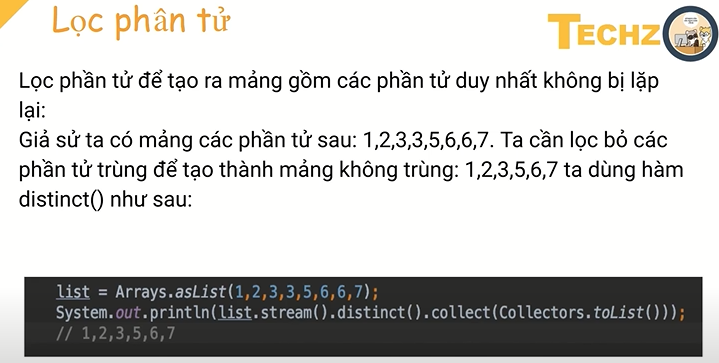 Lọc phần tử
TECHZ
Lọc phần tử để tạo ra mảng gồm các phần tử duy nhất không bị lặp
lại:
Giả sử ta có mảng các phần tử sau: 1,2,3,3,5,6,6,7. Ta cần lọc bỏ các
phần tử trùng để tạo thành mảng không trùng: 1,2,3,5,6,7 ta dùng hàm
distinct() như sau:
list = Arrays.asList(1,2,3,3,5,6,6,7);
System.out.println(list.stream().distinct().collect(Collectors.toList()));
// 1,2,3,5,6,7